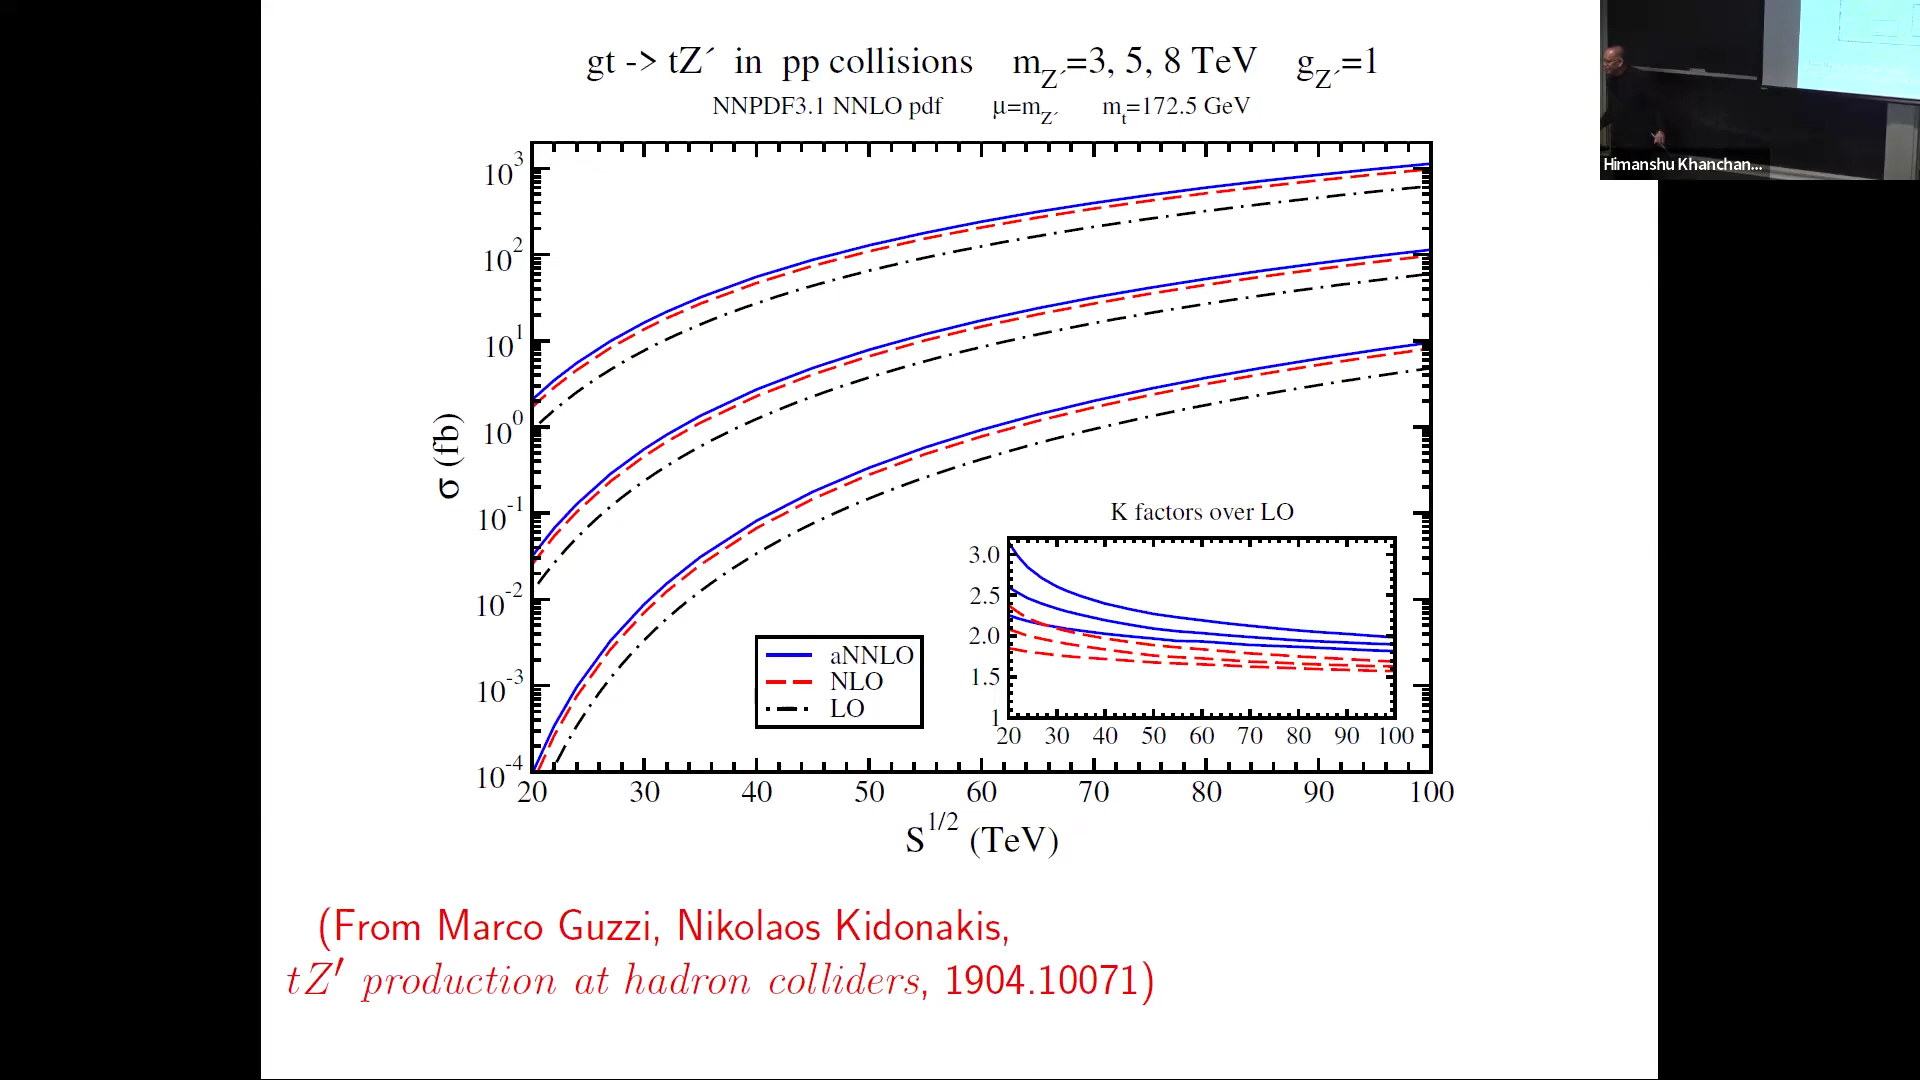 gt -> tZ´ in pp collisions m_Z´=3, 5, 8 TeV g_Z´=1
NNPDF3.1 NNLO pdf μ=m_Z´ m_t=172.5 GeV
Himanshu Khanchan...
10^3
10^2
10^1
10^0
10^-1
10^-2
10^-3
10^-4
σ (fb)
K factors over LO
3.0
2.5
2.0
1.5
1
20 30 40 50 60 70 80 90 100
aNNLO
NLO
LO
20 30 40 50 60 70 80 90 100
S^1/2 (TeV)
(From Marco Guzzi, Nikolaos Kidonakis,
tZ′ production at hadron colliders, 1904.10071)